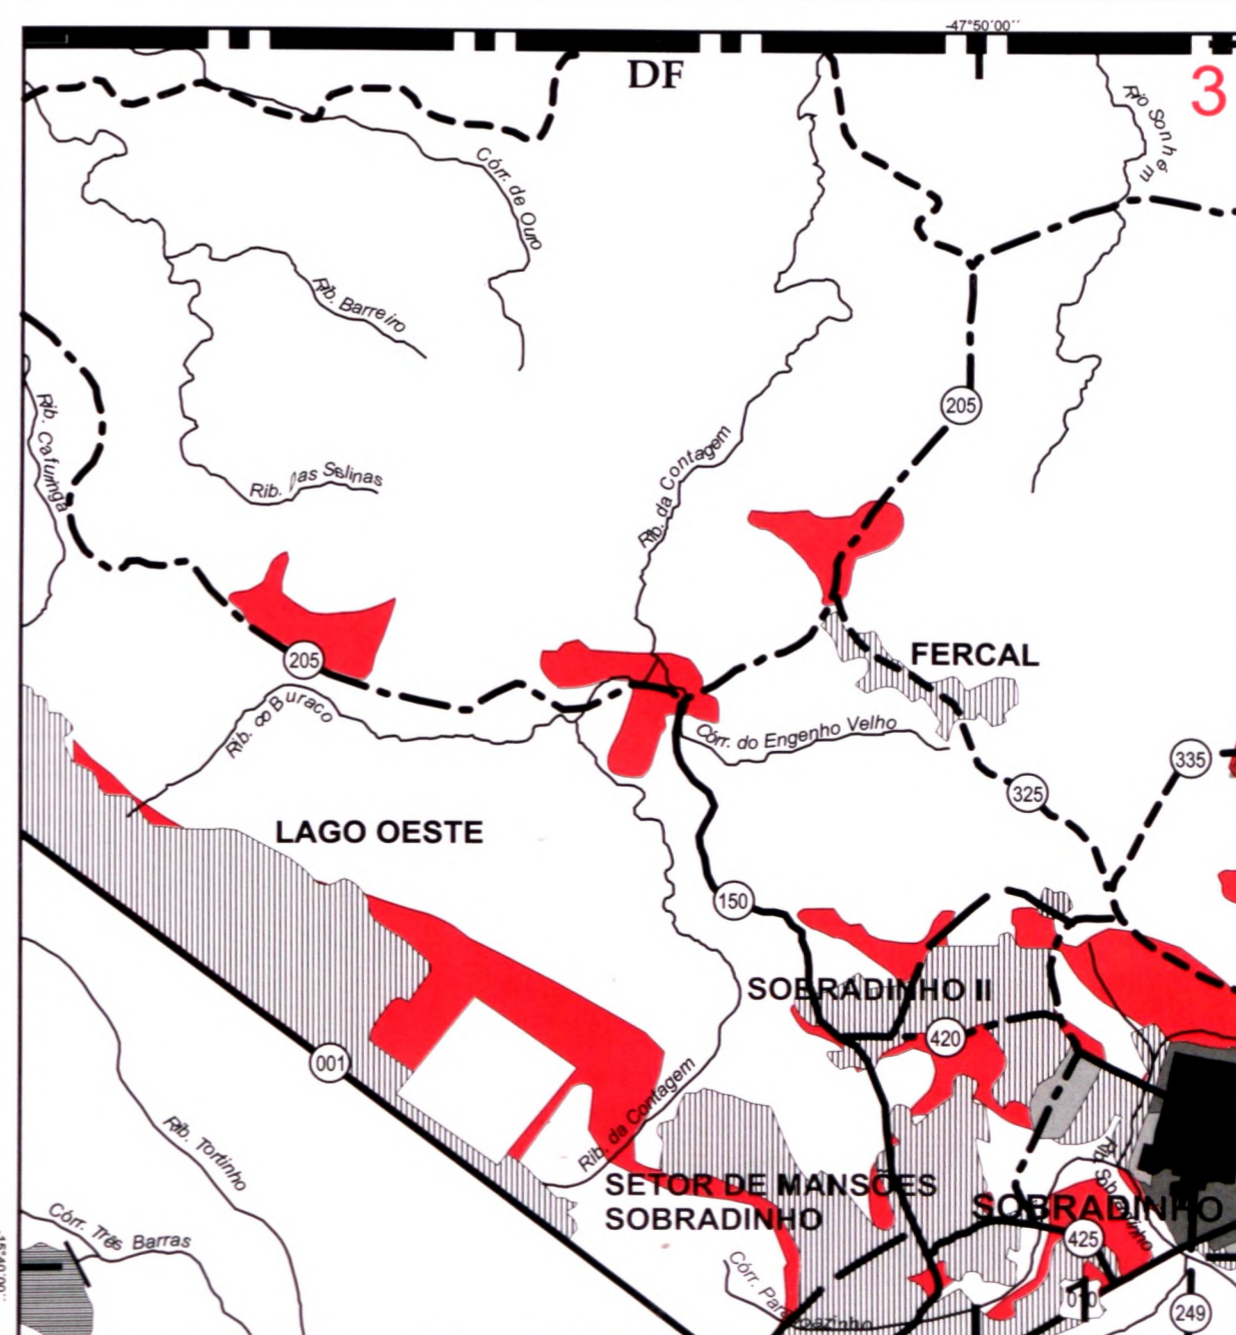 -47°50'00''
DF
3
Rio Sonhém
Córr. de Ouro
Rib. Barreiro
205
Rib. Cafuringa
Rib. da Contagem
Rib. das Salinas
FERCAL
205
Rib. do Buraco
Córr. do Engenho Velho
335
325
LAGO OESTE
150
SOBRADINHO II
420
001
Rib. da Contagem
Rib. Tortinho
SETOR DE MANSÕES
SOBRADINHO
SOBRADINHO
Córr. Três Barras
425
010
249